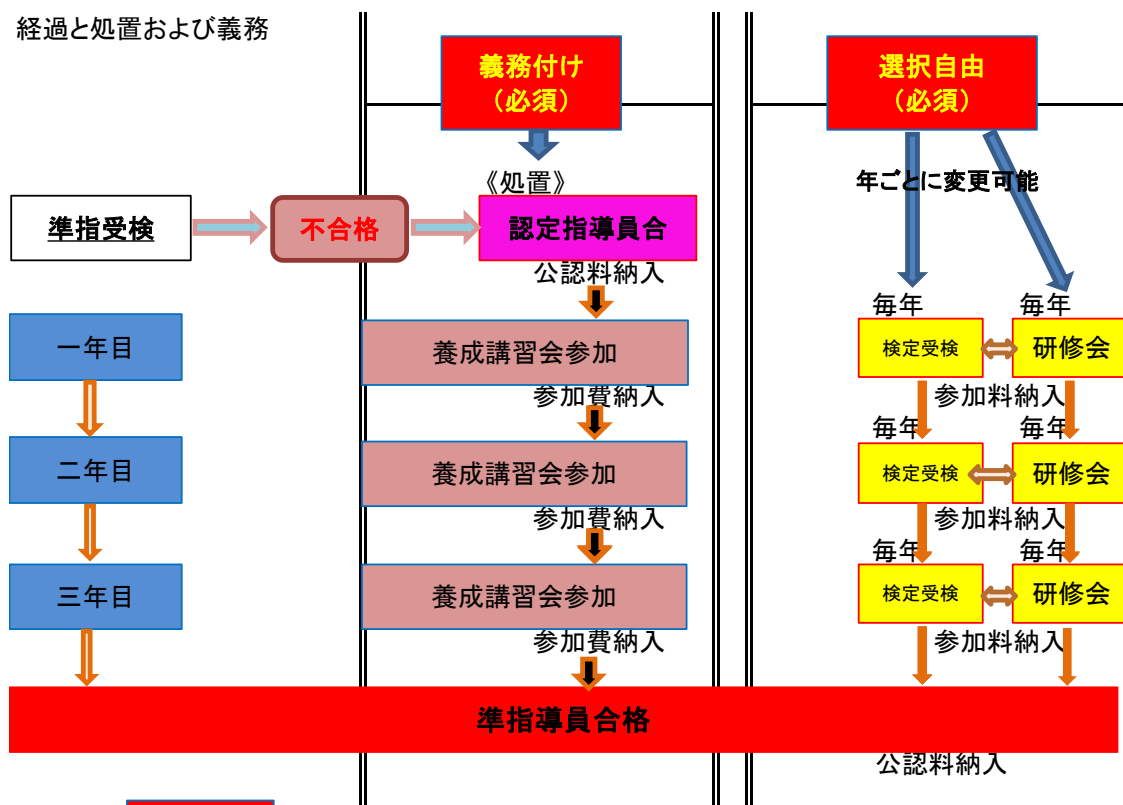 経過と処置および義務
義務付け
（必須）
選択自由
（必須）
《処置》
年ごとに変更可能
準指受検
不合格
認定指導員合
公認料納入
毎年
毎年
一年目
養成講習会参加
検定受検
研修会
参加費納入
参加料納入
毎年
毎年
二年目
養成講習会参加
検定受検
研修会
参加費納入
参加料納入
毎年
毎年
三年目
養成講習会参加
検定受検
研修会
参加費納入
参加料納入
準指導員合格
公認料納入